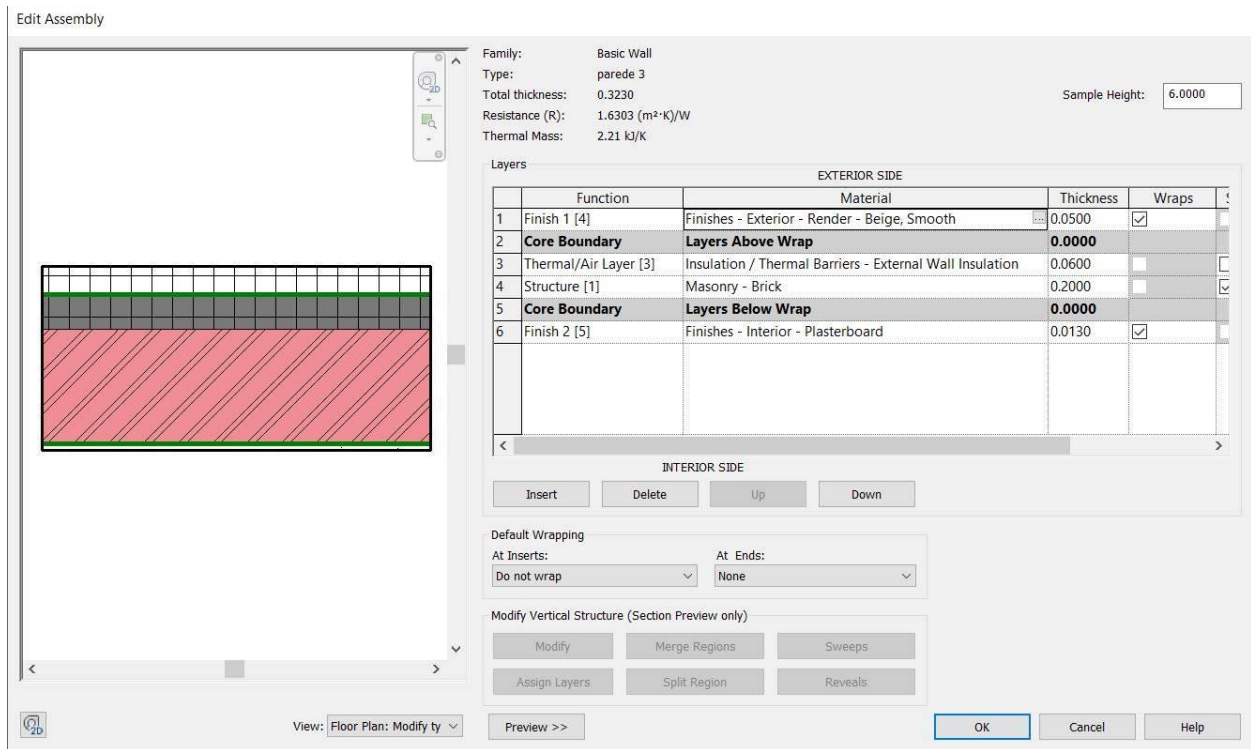 Edit Assembly
Family: Basic Wall
Type: parede 3
Total thickness: 0.3230 Sample Height: 6.0000
Resistance (R): 1.6303 (m²·K)/W
Thermal Mass: 2.21 kJ/K
Layers
EXTERIOR SIDE
Function Material Thickness Wraps
1 Finish 1 [4] Finishes - Exterior - Render - Beige, Smooth ... 0.0500
2 Core Boundary Layers Above Wrap 0.0000
3 Thermal/Air Layer [3] Insulation / Thermal Barriers - External Wall Insulation 0.0600
4 Structure [1] Masonry - Brick 0.2000
5 Core Boundary Layers Below Wrap 0.0000
6 Finish 2 [5] Finishes - Interior - Plasterboard 0.0130
INTERIOR SIDE
Insert Delete Up Down
Default Wrapping
At Inserts: At Ends:
Do not wrap None
Modify Vertical Structure (Section Preview only)
Modify Merge Regions Sweeps
Assign Layers Split Region Reveals
2D
2D
View: Floor Plan: Modify ty Preview >> OK Cancel Help